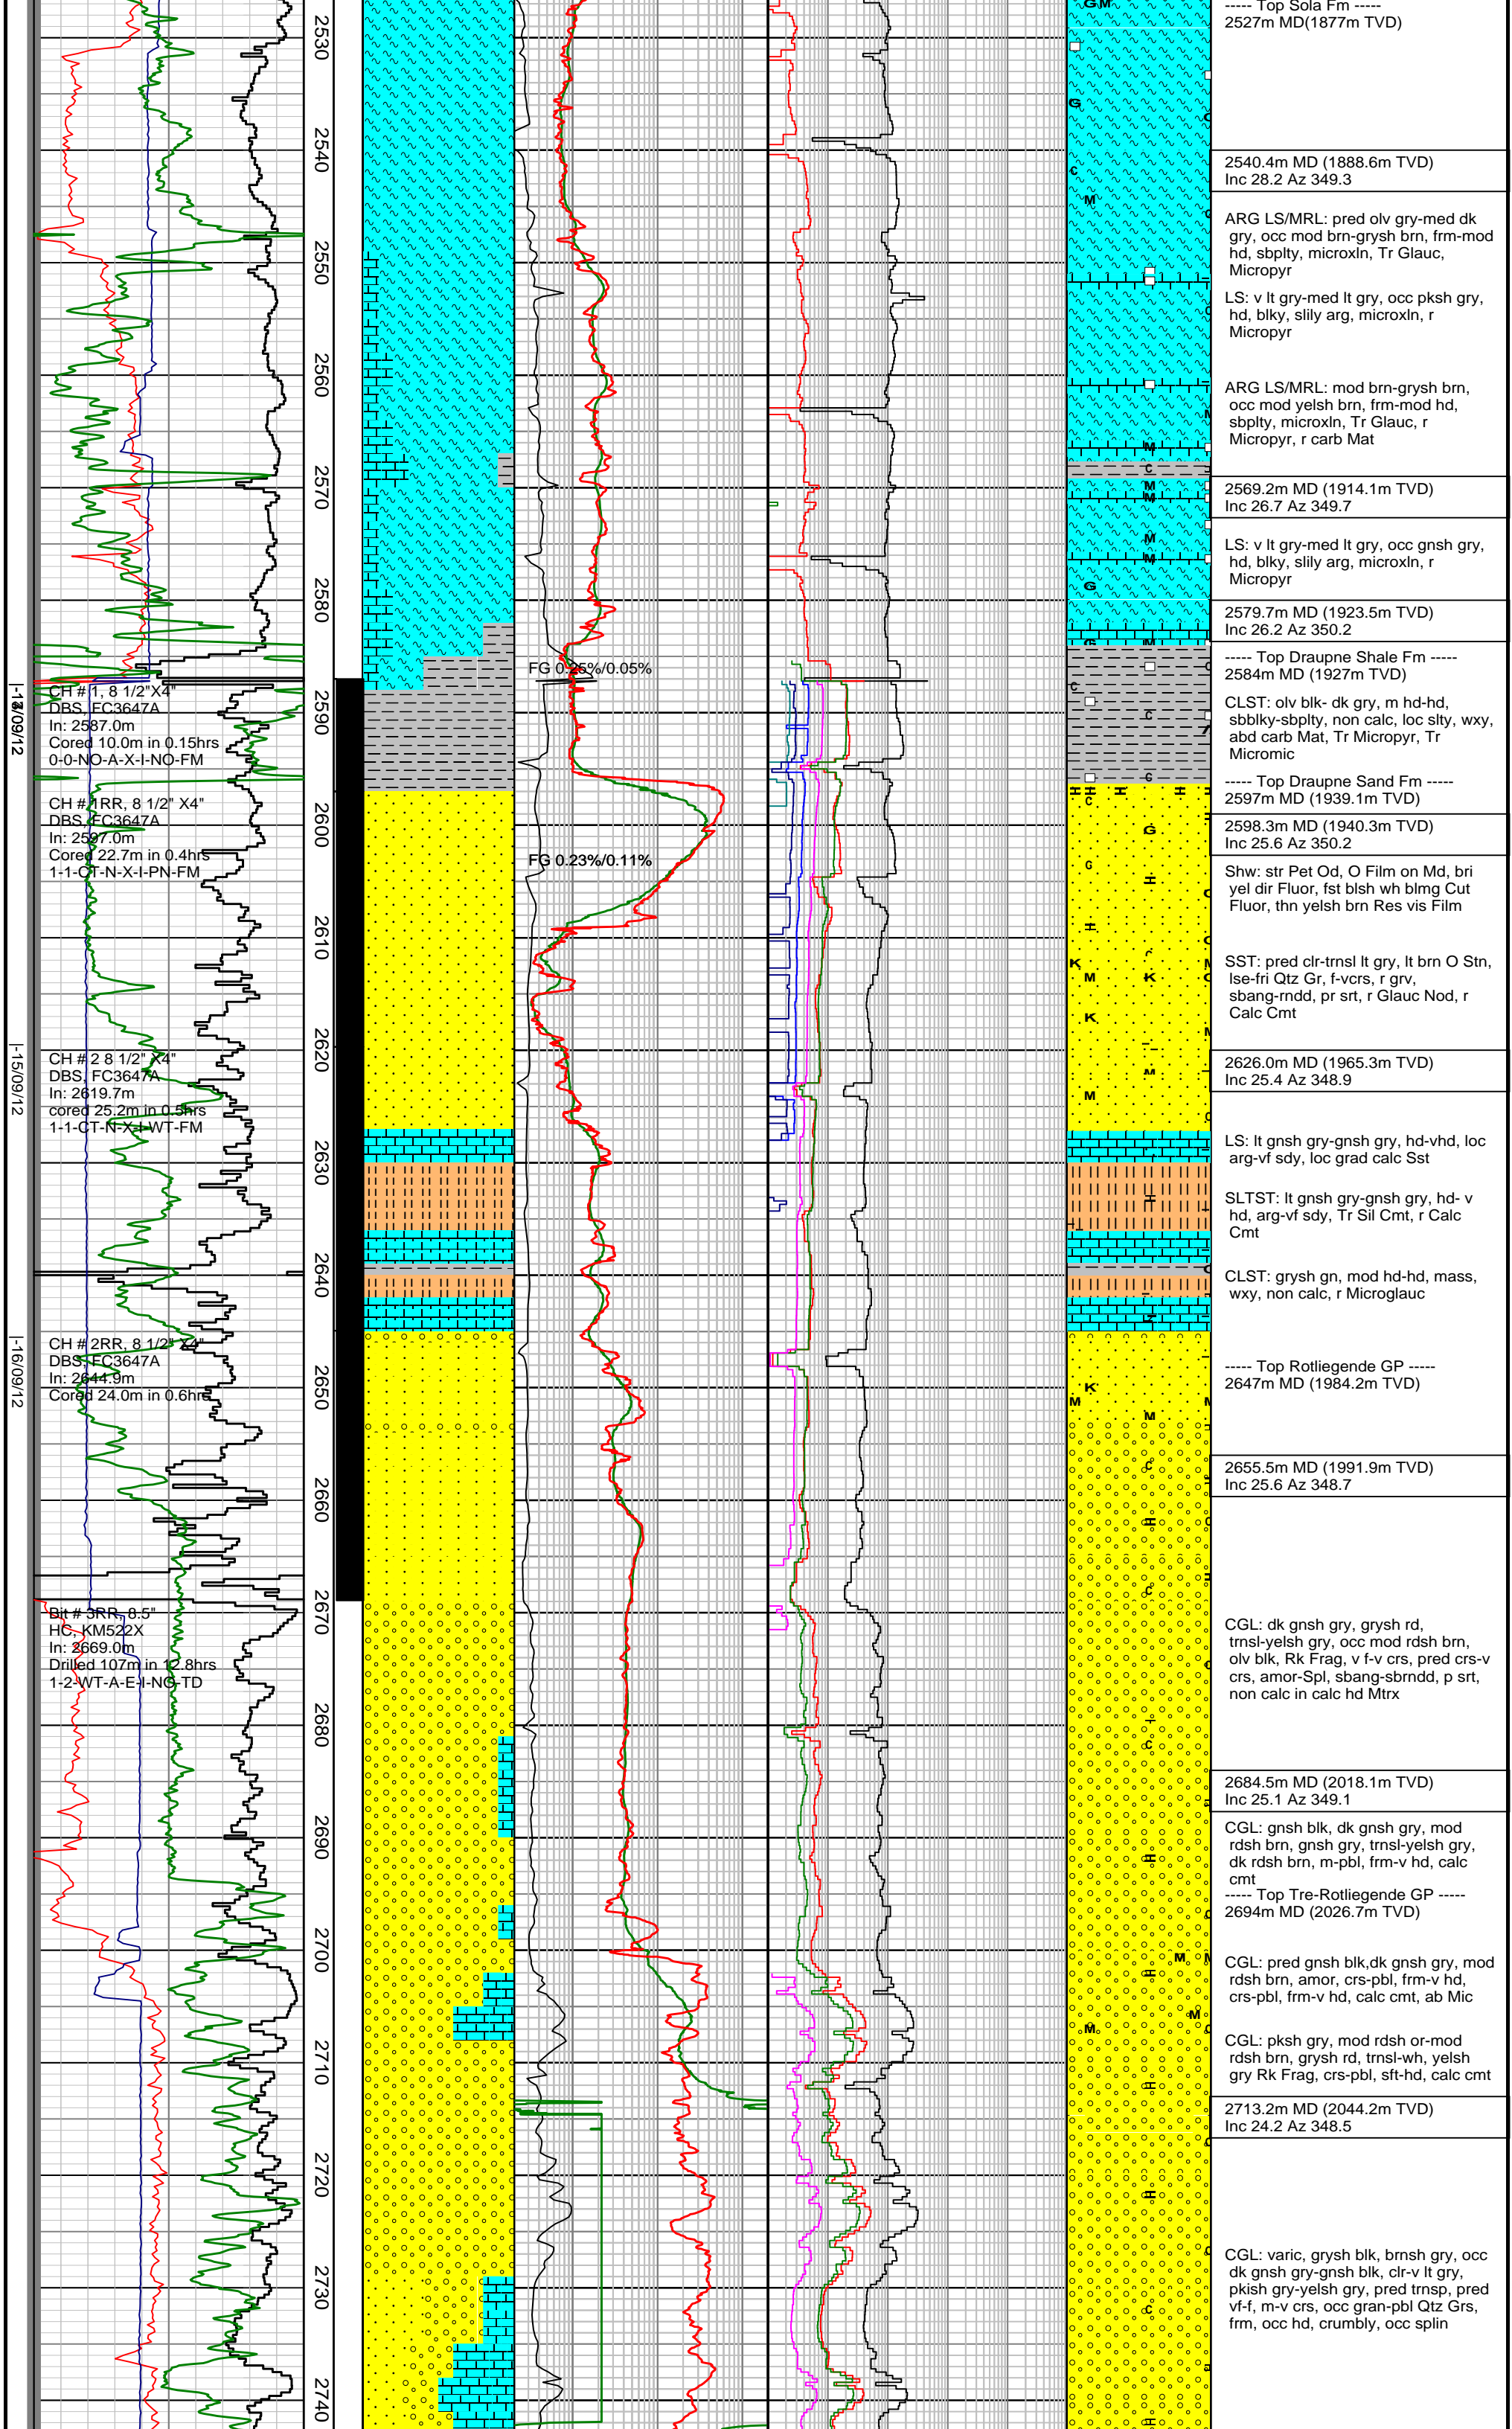 ----- Top Sola Fm -----
2527m MD(1877m TVD)
2540.4m MD (1888.6m TVD)
Inc 28.2 Az 349.3
ARG LS/MRL: pred olv gry-med dk
gry, occ mod brn-grysh brn, frm-mod
hd, sbplty, microxln, Tr Glauc,
Micropyr
LS: v lt gry-med lt gry, occ pksh gry,
hd, blky, slily arg, microxln, r
Micropyr
ARG LS/MRL: mod brn-grysh brn,
occ mod yelsh brn, frm-mod hd,
sbplty, microxln, Tr Glauc, r
Micropyr, r carb Mat
2569.2m MD (1914.1m TVD)
Inc 26.7 Az 349.7
LS: v lt gry-med lt gry, occ gnsh gry,
hd, blky, slily arg, microxln, r
Micropyr
2579.7m MD (1923.5m TVD)
Inc 26.2 Az 350.2
----- Top Draupne Shale Fm -----
2584m MD (1927m TVD)
CLST: olv blk- dk gry, m hd-hd,
sbblky-sbplty, non calc, loc slty, wxy,
abd carb Mat, Tr Micropyr, Tr
Micromic
----- Top Draupne Sand Fm -----
2597m MD (1939.1m TVD)
2598.3m MD (1940.3m TVD)
Inc 25.6 Az 350.2
Shw: str Pet Od, O Film on Md, bri
yel dir Fluor, fst blsh wh blmg Cut
Fluor, thn yelsh brn Res vis Film
SST: pred clr-trnsl lt gry, lt brn O Stn,
lse-fri Qtz Gr, f-vcrs, r grv,
sbang-rndd, pr srt, r Glauc Nod, r
Calc Cmt
2626.0m MD (1965.3m TVD)
Inc 25.4 Az 348.9
LS: lt gnsh gry-gnsh gry, hd-vhd, loc
arg-vf sdy, loc grad calc Sst
SLTST: lt gnsh gry-gnsh gry, hd- v
hd, arg-vf sdy, Tr Sil Cmt, r Calc
Cmt
CLST: grysh gn, mod hd-hd, mass,
wxy, non calc, r Microglauc
----- Top Rotliegende GP -----
2647m MD (1984.2m TVD)
2655.5m MD (1991.9m TVD)
Inc 25.6 Az 348.7
CGL: dk gnsh gry, grysh rd,
trnsl-yelsh gry, occ mod rdsh brn,
olv blk, Rk Frag, v f-v crs, pred crs-v
crs, amor-Spl, sbang-sbrndd, p srt,
non calc in calc hd Mtrx
2684.5m MD (2018.1m TVD)
Inc 25.1 Az 349.1
CGL: gnsh blk, dk gnsh gry, mod
rdsh brn, gnsh gry, trnsl-yelsh gry,
dk rdsh brn, m-pbl, frm-v hd, calc
cmt
----- Top Tre-Rotliegende GP -----
2694m MD (2026.7m TVD)
CGL: pred gnsh blk,dk gnsh gry, mod
rdsh brn, amor, crs-pbl, frm-v hd,
crs-pbl, frm-v hd, calc cmt, ab Mic
CGL: pksh gry, mod rdsh or-mod
rdsh brn, grysh rd, trnsl-wh, yelsh
gry Rk Frag, crs-pbl, sft-hd, calc cmt
2713.2m MD (2044.2m TVD)
Inc 24.2 Az 348.5
CGL: varic, grysh blk, brnsh gry, occ
dk gnsh gry-gnsh blk, clr-v lt gry,
pkish gry-yelsh gry, pred trnsp, pred
vf-f, m-v crs, occ gran-pbl Qtz Grs,
frm, occ hd, crumbly, occ splin
2530
2540
2550
2560
2570
2580
2590
2600
2610
2620
2630
2640
2650
2660
2670
2680
2690
2700
2710
2720
2730
2740
|-15/09/12
|-16/09/12
CH # 1, 8 1/2"X4"
DBS, FC3647A
In: 2587.0m
Cored 10.0m in 0.15hrs
0-0-NO-A-X-I-NO-FM
CH # 1RR, 8 1/2" X4"
DBS, FC3647A
In: 2597.0m
Cored 22.7m in 0.4hrs
1-1-CT-N-X-I-PN-FM
CH # 2 8 1/2" X4"
DBS, FC3647A
In: 2619.7m
cored 25.2m in 0.5hrs
1-1-CT-N-X-I-WT-FM
CH # 2RR, 8 1/2" X4"
DBS, FC3647A
In: 2644.9m
Cored 24.0m in 0.6hrs
Bit # 3RR, 8.5"
HC, KM522X
In: 2669.0m
Drilled 107m in 12.8hrs
1-2-WT-A-E-I-NO-TD
FG 0.23%/0.11%